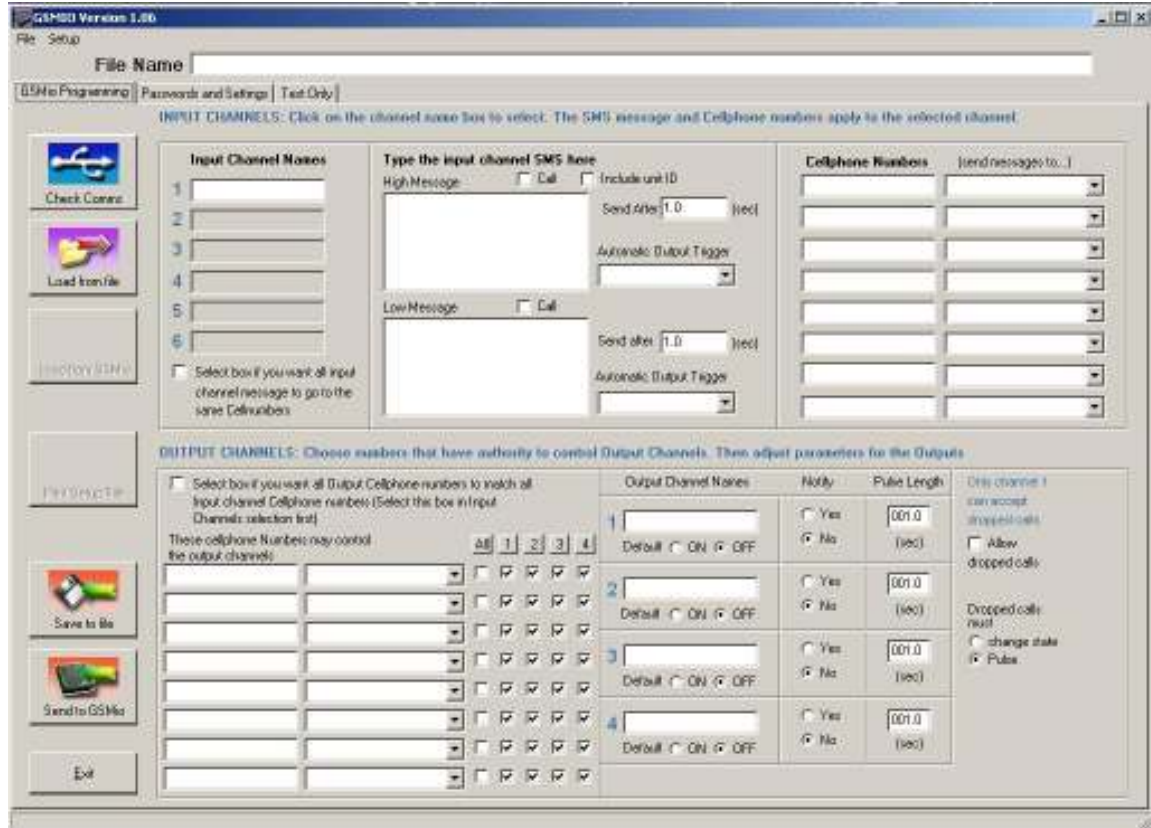 GSMIO Version 1.06
File Setup
File Name
GSMio Programming Passwords and Settings Text Only
INPUT CHANNELS: Click on the channel name box to select. The SMS message and Cellphone numbers apply to the selected channel.
Check Comms
Load from file
Save to file
Send to GSMio
Exit
Input Channel Names
1
2
3
4
5
6
Select box if you want all input
channel message to go to the
same Cellnumbers
Type the input channel SMS here
High Message Call Include unit ID
Send After 1.0 (sec)
Automatic Output Trigger
Low Message Call
Send after 1.0 (sec)
Automatic Output Trigger
Cellphone Numbers (send messages to...)
OUTPUT CHANNELS: Choose numbers that have authority to control Output Channels. Then adjust parameters for the Outputs
Select box if you want all Output Cellphone numbers to match all
Input channel Cellphone numbers (Select this box in Input
Channels selection first)
These cellphone Numbers may control
the output channels
All 1 2 3 4
Output Channel Names Notify Pulse Length
1 Yes 001.0
Default ON OFF No (sec)
2 Yes 001.0
Default ON OFF No (sec)
3 Yes 001.0
Default ON OFF No (sec)
4 Yes 001.0
Default ON OFF No (sec)
Only channel 1
can accept
dropped calls
Allow
dropped calls
Dropped calls
must
change state
Pulse